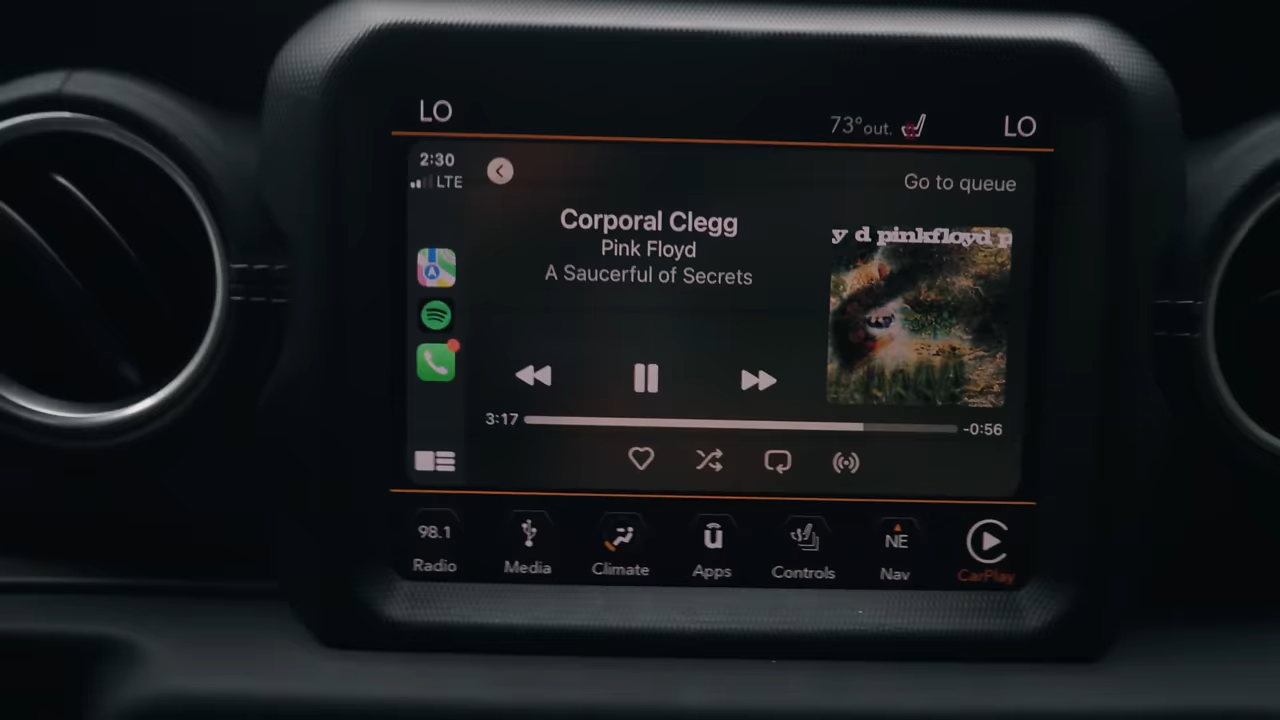 LO
73°out.
LO
2:30
LTE
Go to queue
Corporal Clegg
Pink Floyd
A Saucerful of Secrets
y d pinkfloyd p
3:17
-0:56
98.1
NE
Radio
Media
Climate
Apps
Controls
Nav
CarPlay